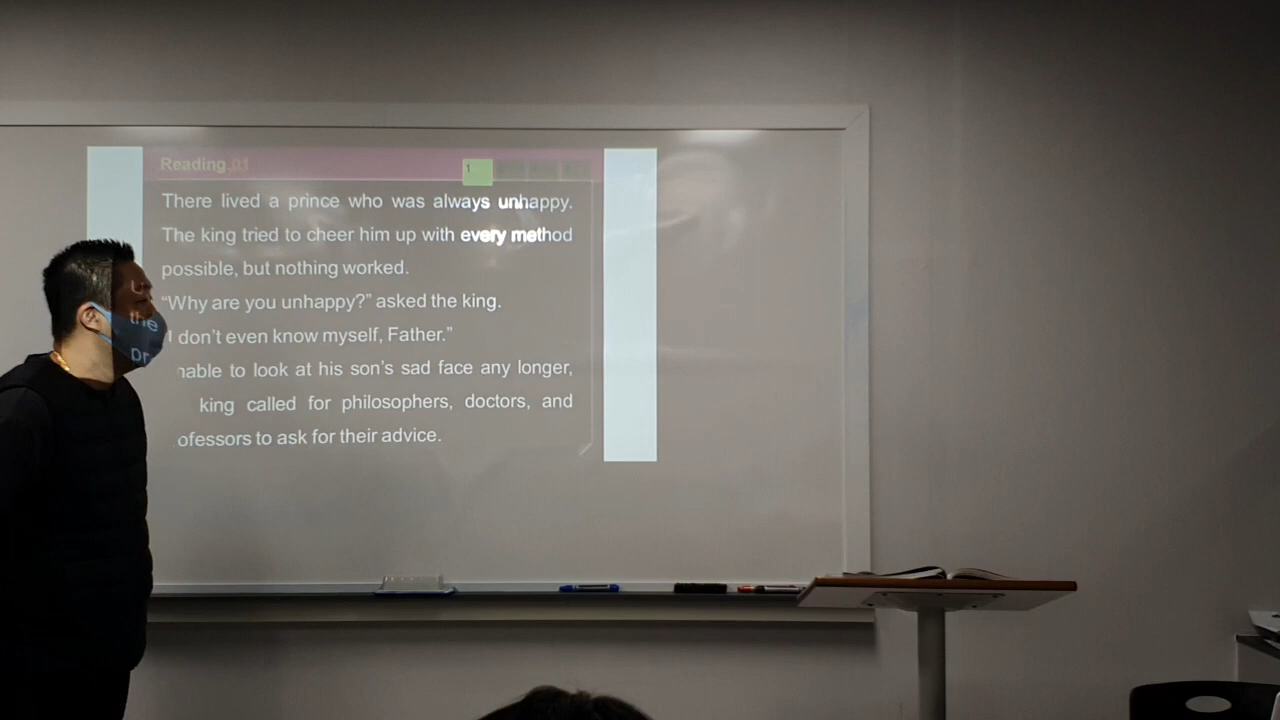 Reading 01
1
There lived a prince who was always unhappy.
The king tried to cheer him up with every method
possible, but nothing worked.
“Why are you unhappy?” asked the king.
I don’t even know myself, Father.”
nable to look at his son’s sad face any longer,
king called for philosophers, doctors, and
ofessors to ask for their advice.
the
pr